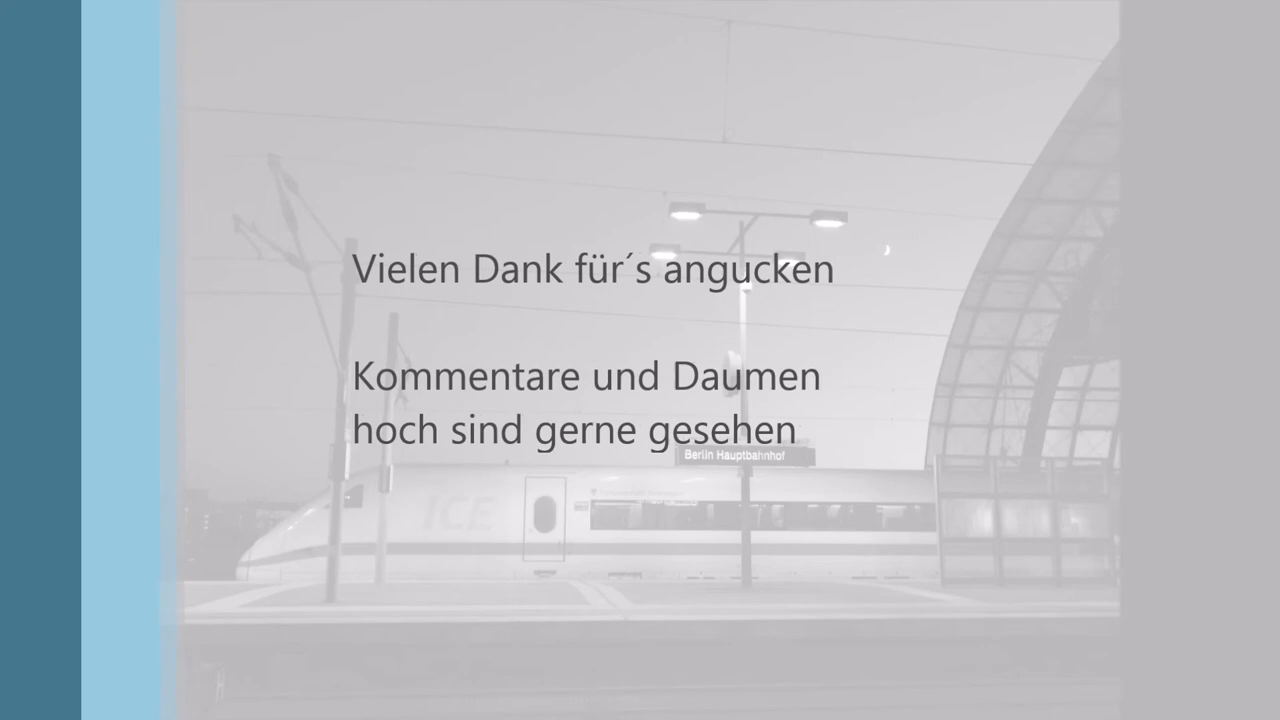 Vielen Dank für´s angucken
Kommentare und Daumen
hoch sind gerne gesehen
Berlin Hauptbahnhof
ICE